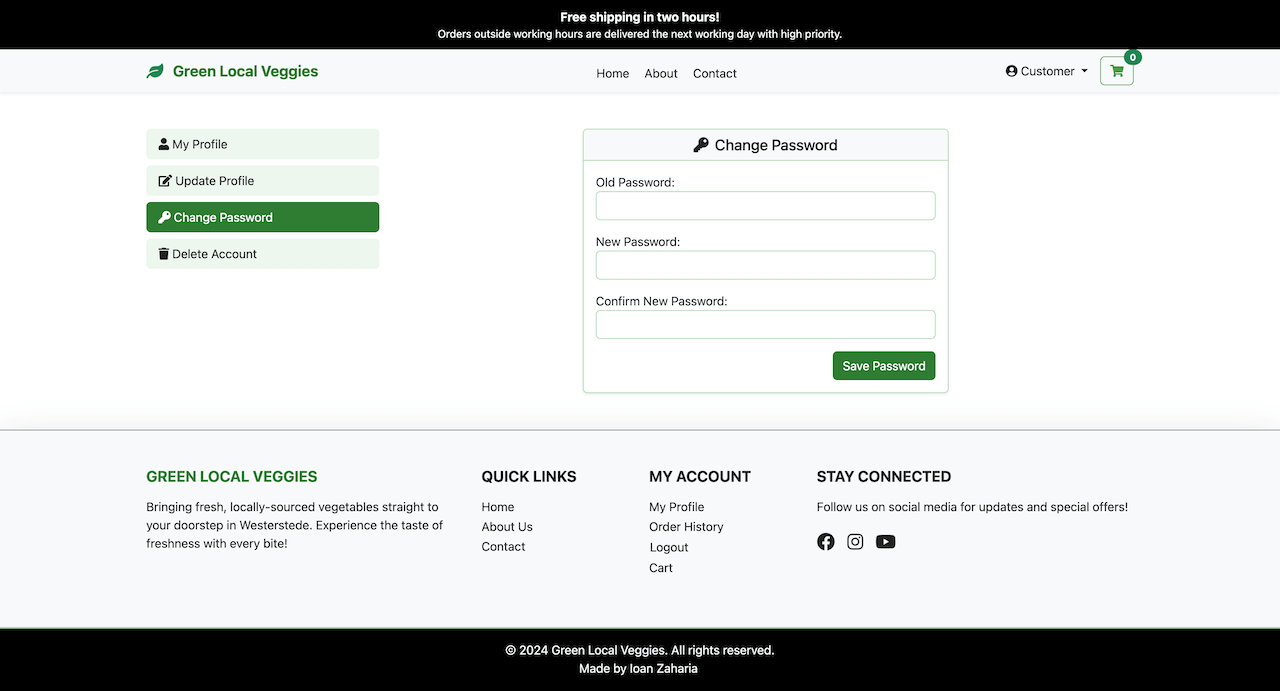 Free shipping in two hours!
Orders outside working hours are delivered the next working day with high priority.
Green Local Veggies
Home About Contact
Customer
0
My Profile
Update Profile
Change Password
Delete Account
Change Password
Old Password:
New Password:
Confirm New Password:
Save Password
GREEN LOCAL VEGGIES
Bringing fresh, locally-sourced vegetables straight to
your doorstep in Westerstede. Experience the taste of
freshness with every bite!
QUICK LINKS
Home
About Us
Contact
MY ACCOUNT
My Profile
Order History
Logout
Cart
STAY CONNECTED
Follow us on social media for updates and special offers!
© 2024 Green Local Veggies. All rights reserved.
Made by Ioan Zaharia